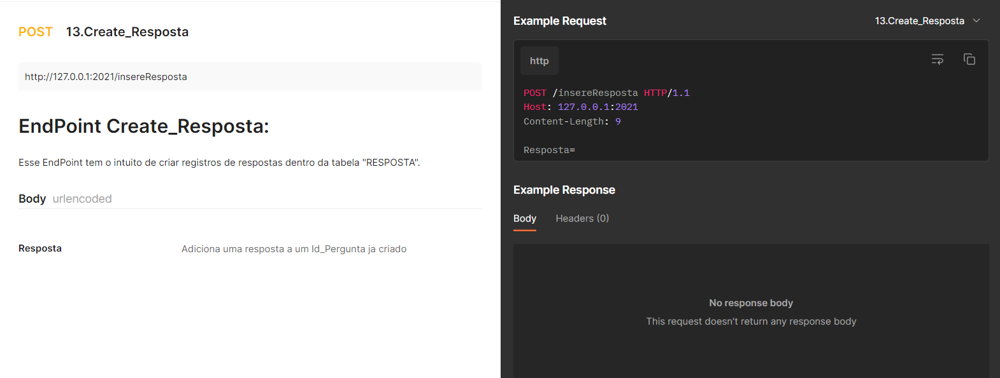 POST 13.Create_Resposta
http://127.0.0.1:2021/insereResposta
EndPoint Create_Resposta:
Esse EndPoint tem o intuito de criar registros de respostas dentro da tabela "RESPOSTA".
Body urlencoded
Resposta Adiciona uma resposta a um Id_Pergunta ja criado
Example Request 13.Create_Resposta
http
POST /insereResposta HTTP/1.1
Host: 127.0.0.1:2021
Content-Length: 9
Resposta=
Example Response
Body Headers (0)
No response body
This request doesn't return any response body